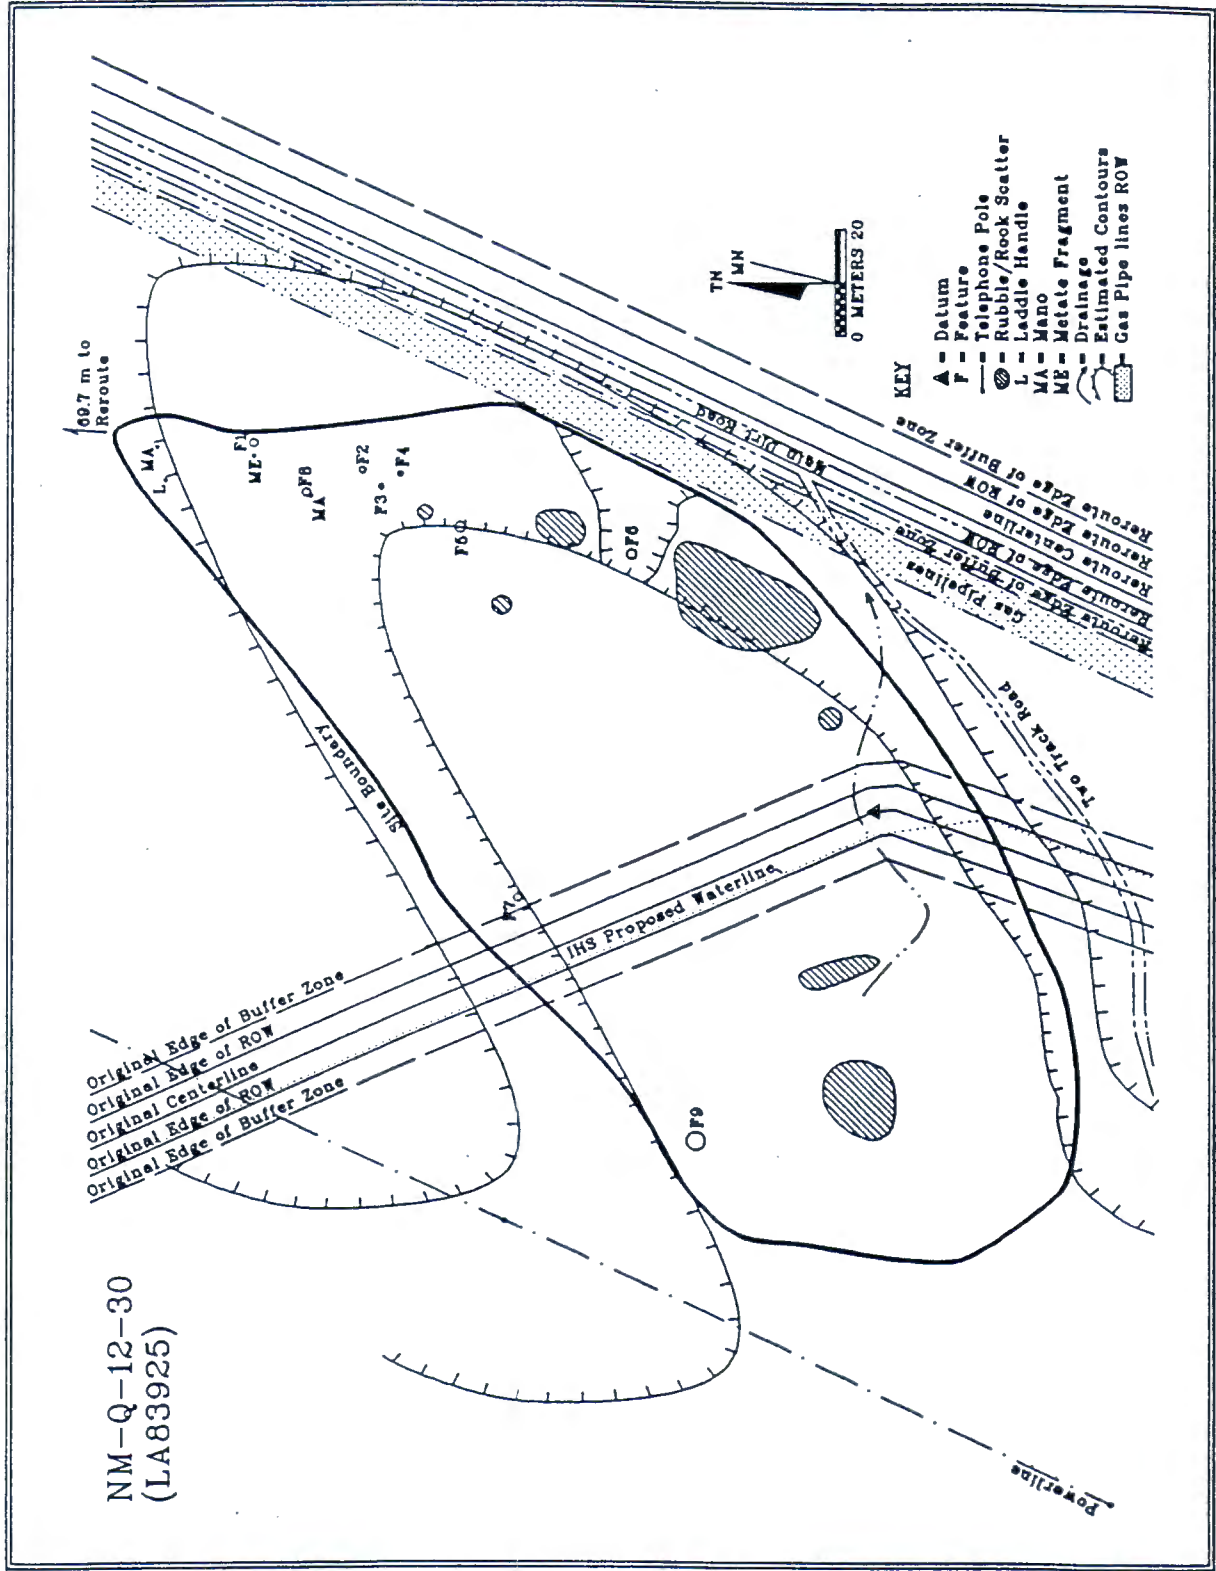 NM-Q-12-30
(LA83925)
69.7 m to
Reroute
MA
L
ME
F1
F8
MA
F2
F3
F4
F5
F6
Site Boundary
F7
IHS Proposed Waterline
Original Edge of Buffer Zone
Original Edge of ROW
Original Centerline
Original Edge of ROW
Original Edge of Buffer Zone
F9
Powerline
Main Dirt Road
Two Track Road
Gas Pipelines
Reroute Edge of Buffer Zone
Reroute Edge of ROW
Reroute Centerline
Reroute Edge of ROW
Reroute Edge of Buffer Zone
TN
MN
0 METERS 20
KEY
= Datum
F = Feature
= Telephone Pole
= Rubble/Rock Scatter
L = Laddle Handle
MA = Mano
ME = Metate Fragment
= Drainage
= Estimated Contours
= Gas Pipe lines ROW